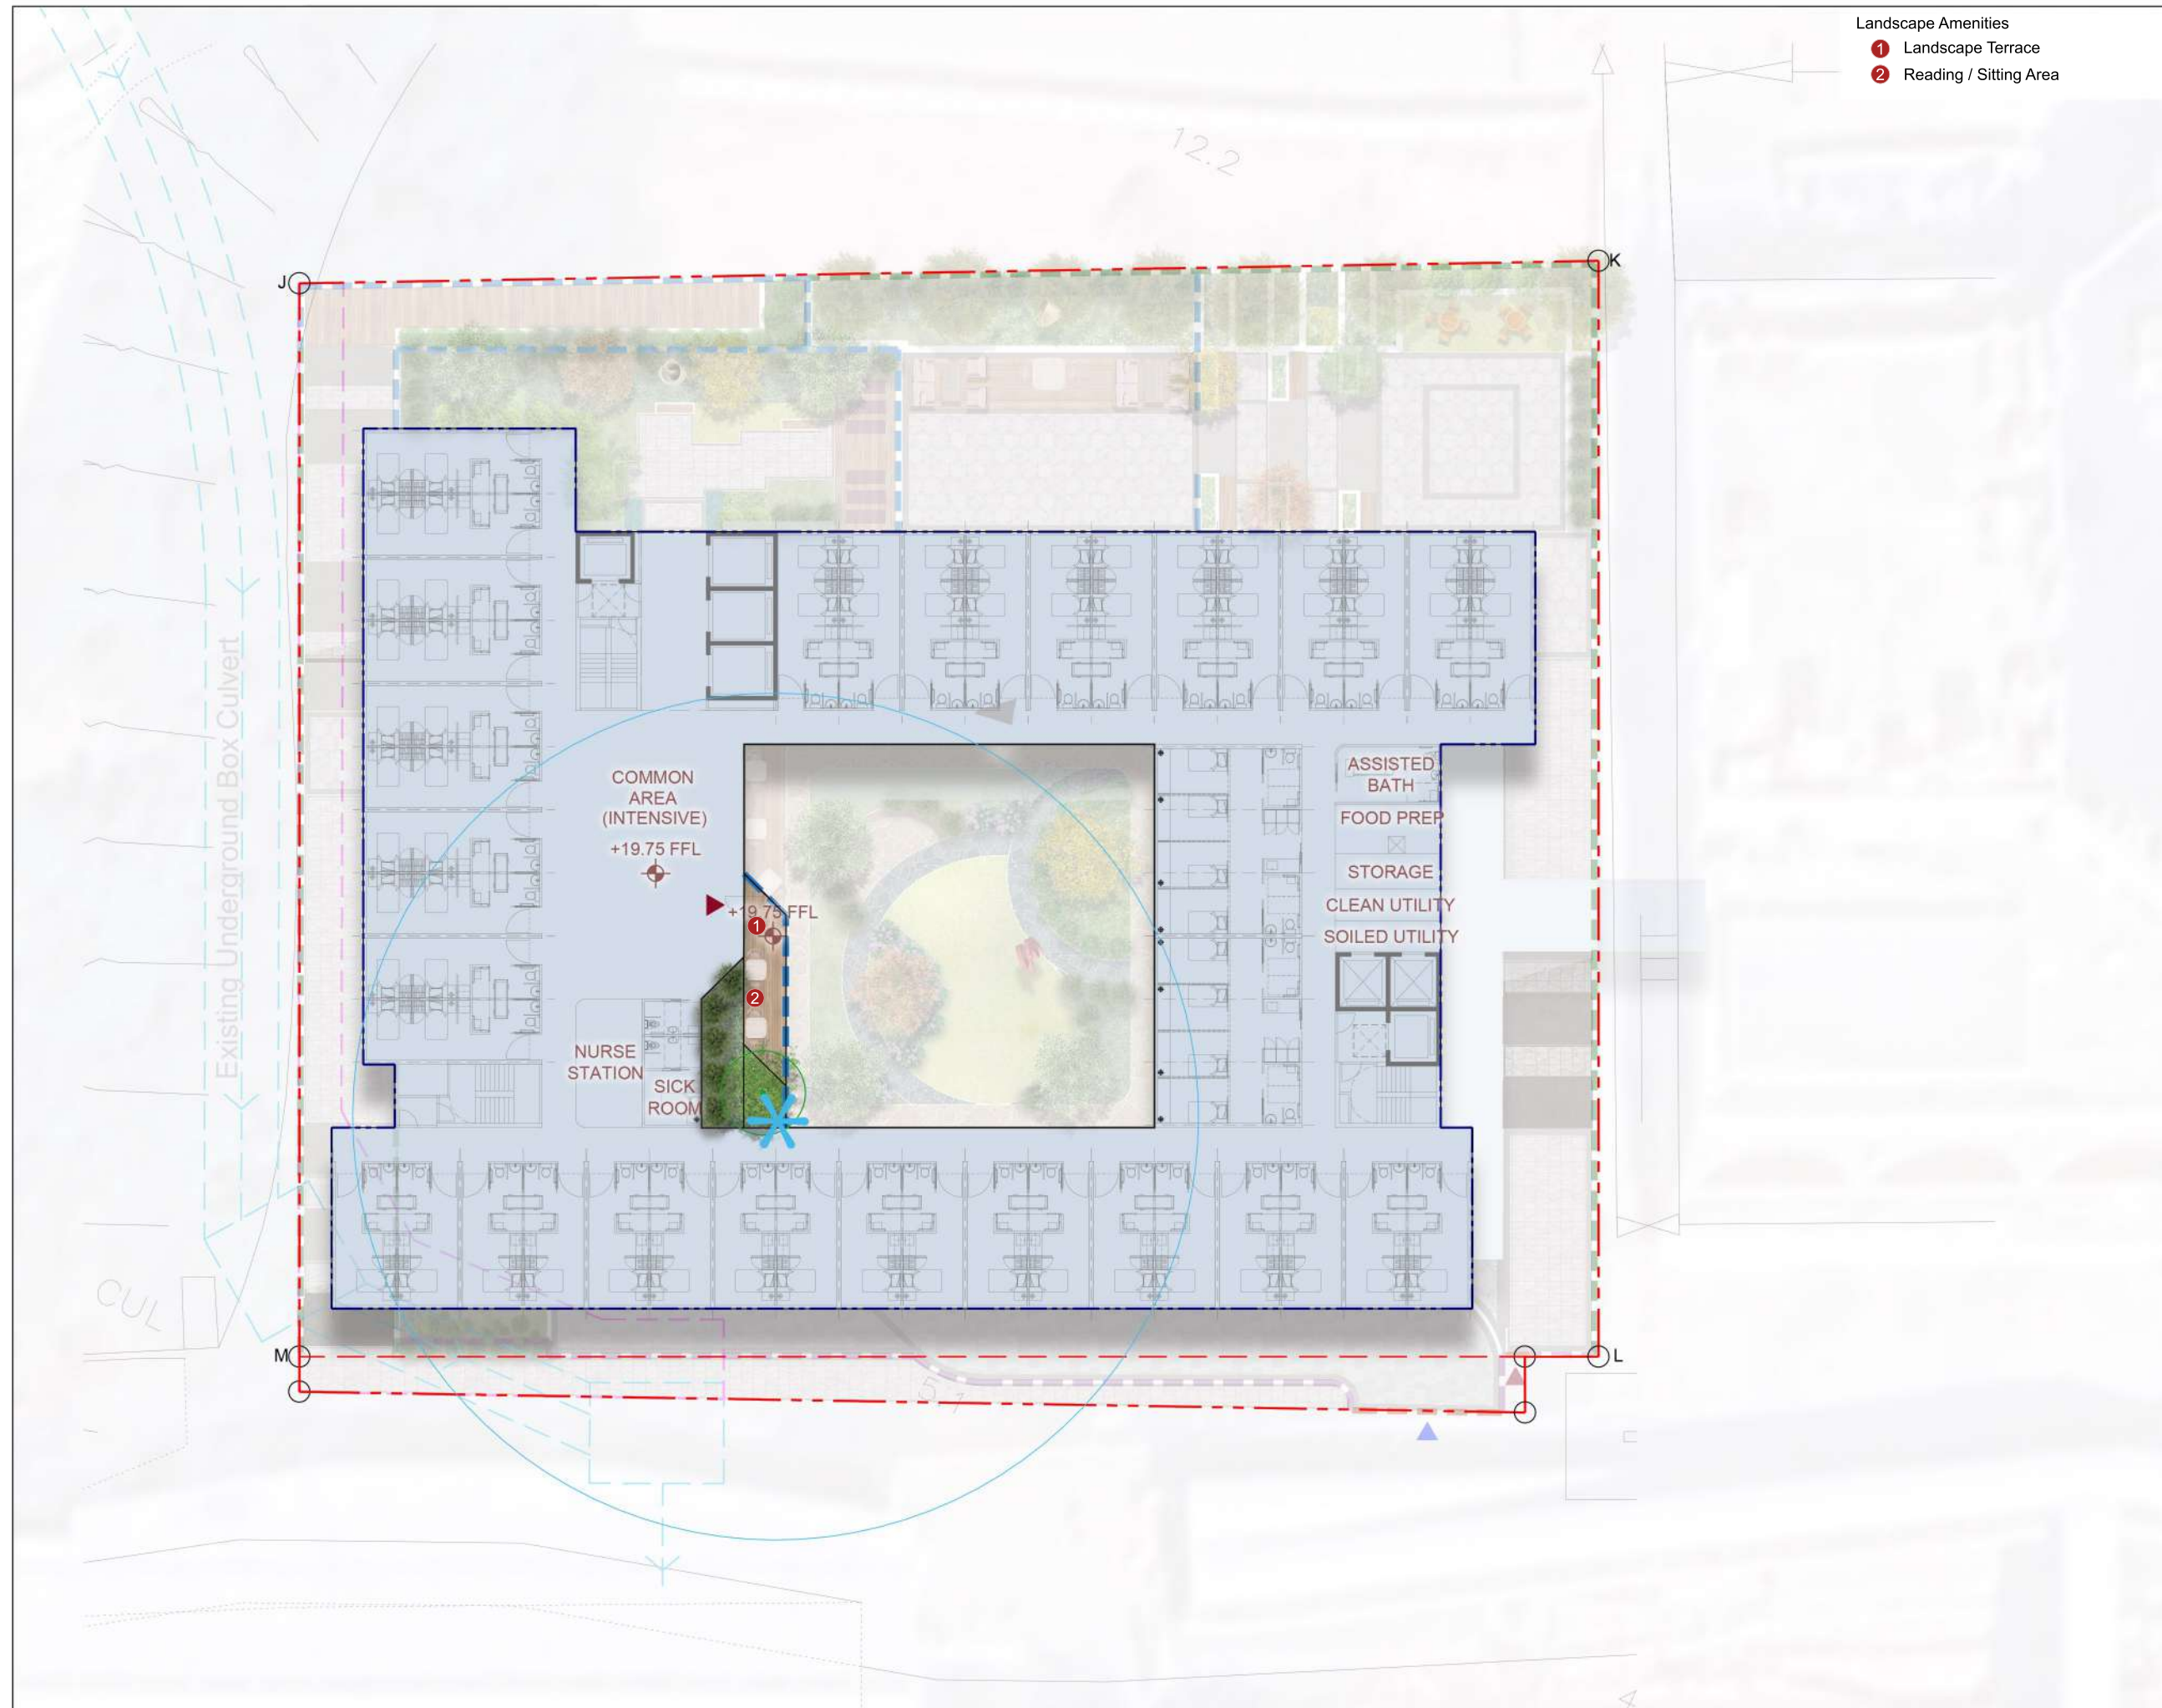 Landscape Amenities
1 Landscape Terrace
2 Reading / Sitting Area
12.2
J
K
Existing Underground Box Culvert
COMMON
AREA
(INTENSIVE)
+19.75 FFL
ASSISTED
BATH
FOOD PREP
STORAGE
CLEAN UTILITY
SOILED UTILITY
+19.75 FFL
1
2
NURSE
STATION
SICK
ROOM
CUL
M
L